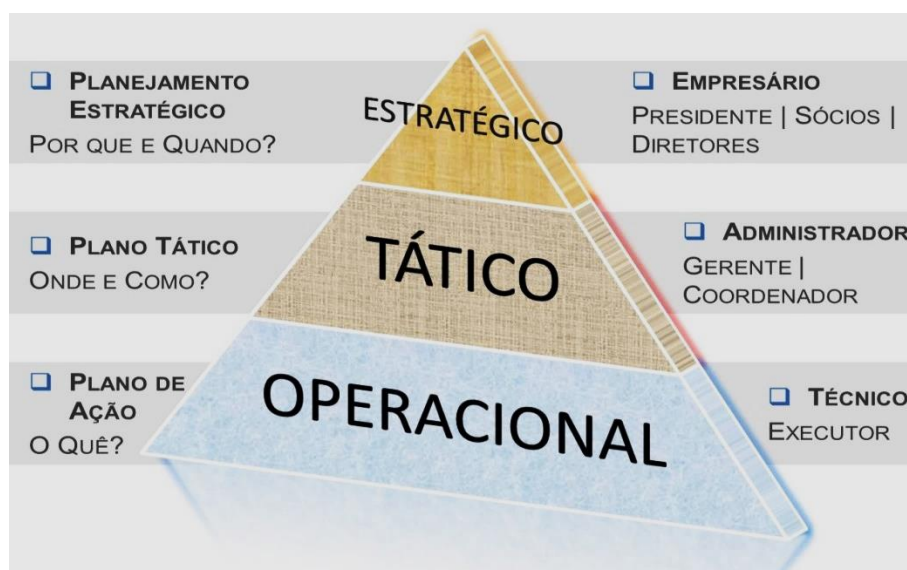 PLANEJAMENTO
ESTRATÉGICO
POR QUE E QUANDO?
ESTRATÉGICO
EMPRESÁRIO
PRESIDENTE | SÓCIOS |
DIRETORES
PLANO TÁTICO
ONDE E COMO?
TÁTICO
ADMINISTRADOR
GERENTE |
COORDENADOR
PLANO DE
AÇÃO
O QUÊ?
OPERACIONAL
TÉCNICO
EXECUTOR